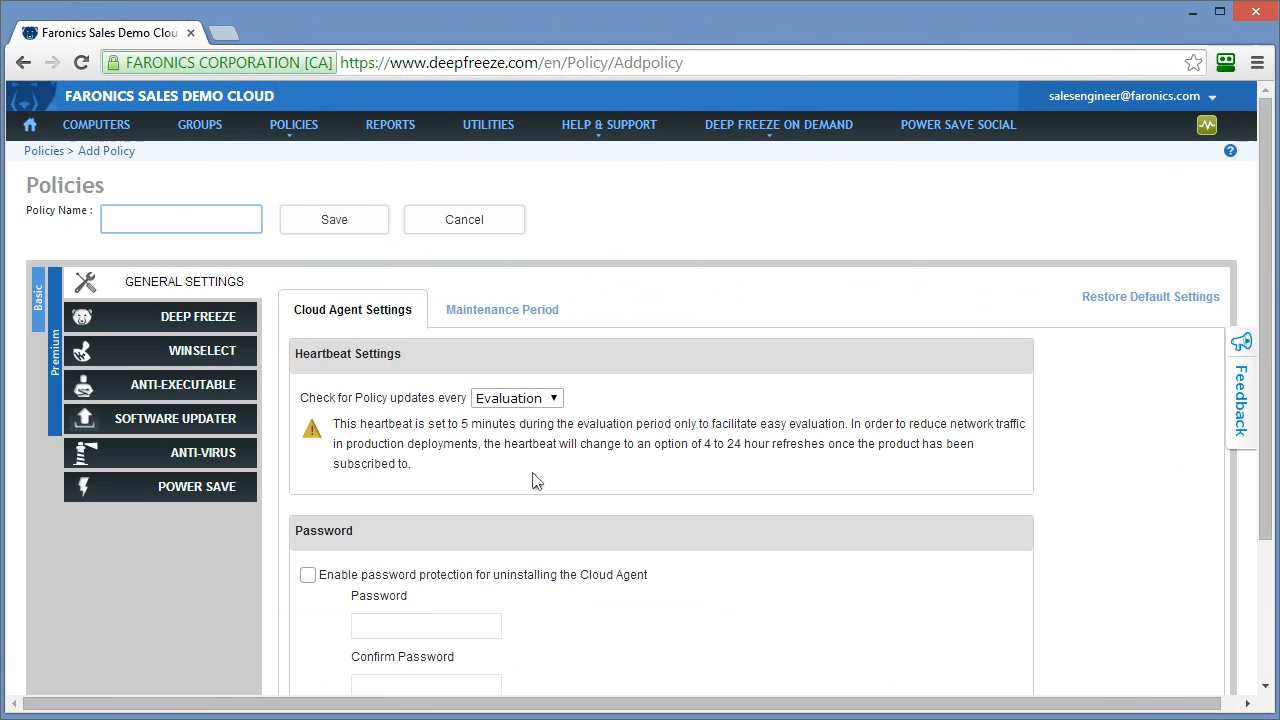 Faronics Sales Demo Clou
FARONICS CORPORATION [CA] https://www.deepfreeze.com/en/Policy/Addpolicy
FARONICS SALES DEMO CLOUD
salesengineer@faronics.com
COMPUTERS GROUPS POLICIES REPORTS UTILITIES HELP & SUPPORT DEEP FREEZE ON DEMAND POWER SAVE SOCIAL
Policies > Add Policy
Policies
Policy Name :
Save
Cancel
Basic
Premium
GENERAL SETTINGS
DEEP FREEZE
WINSELECT
ANTI-EXECUTABLE
SOFTWARE UPDATER
ANTI-VIRUS
POWER SAVE
Cloud Agent Settings
Maintenance Period
Restore Default Settings
Heartbeat Settings
Check for Policy updates every Evaluation
This heartbeat is set to 5 minutes during the evaluation period only to facilitate easy evaluation. In order to reduce network traffic
in production deployments, the heartbeat will change to an option of 4 to 24 hour refreshes once the product has been
subscribed to.
Password
Enable password protection for uninstalling the Cloud Agent
Password
Confirm Password
Feedback